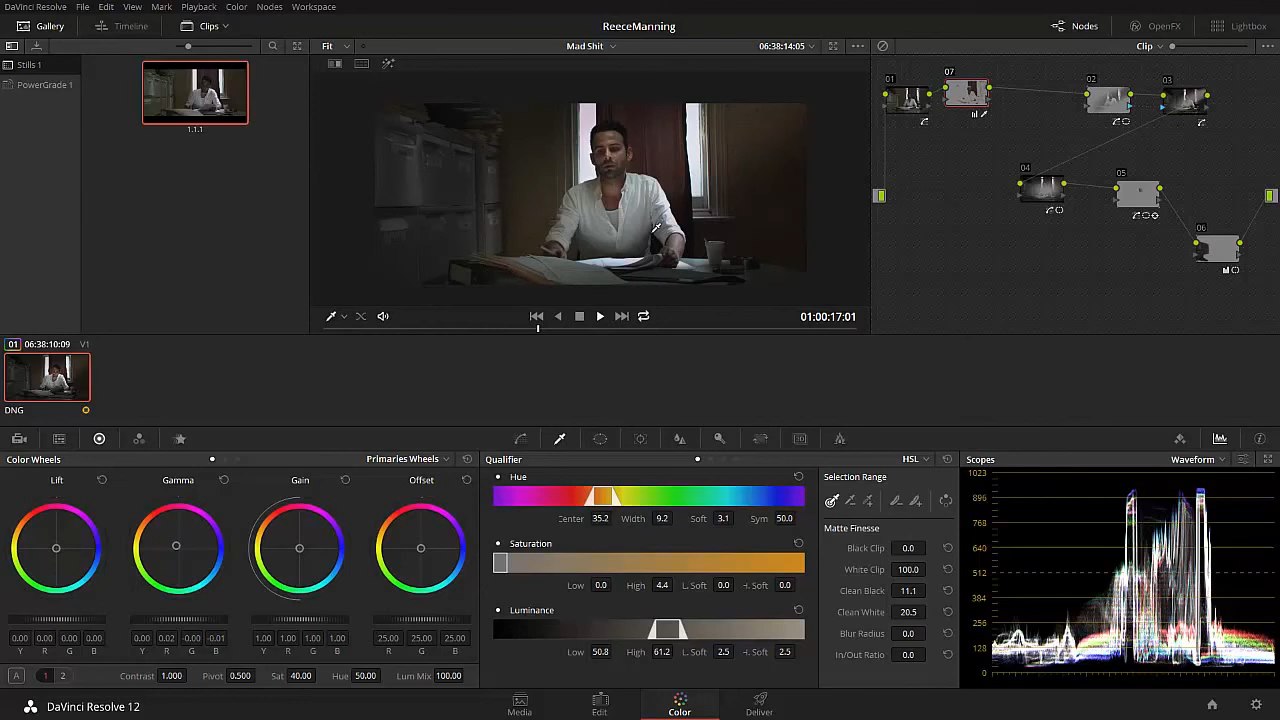 DaVinci Resolve File Edit View Mark Playback Color Nodes Workspace
Gallery Timeline Clips ReeceManning Nodes OpenFX Lightbox
Fit Mad Shit 06:38:14:05 Clip
Stills 1
PowerGrade 1
1.1.1
01 07 02 03
04 05
06
01:00:17:01
01 06:38:10:09 V1
DNG
Color Wheels Primaries Wheels Qualifier HSL Scopes Waveform
Lift Gamma Gain Offset
0.00 0.00 0.00 0.00 0.00 0.02 -0.00 -0.01 1.00 1.00 1.00 1.00 25.00 25.00 25.00
Y R G B Y R G B Y R G B R G B
A 1 2 Contrast 1.000 Pivot 0.500 Sat 40.00 Hue 50.00 Lum Mix 100.00
Hue
Center 35.2 Width 9.2 Soft 3.1 Sym 50.0
Saturation
Low 0.0 High 4.4 L. Soft 0.0 H. Soft 0.0
Luminance
Low 50.8 High 61.2 L. Soft 2.5 H. Soft 2.5
Selection Range
Matte Finesse
Black Clip 0.0
White Clip 100.0
Clean Black 11.1
Clean White 20.5
Blur Radius 0.0
In/Out Ratio 0.0
1023
896
768
640
512
384
256
128
0
DaVinci Resolve 12 Media Edit Color Deliver